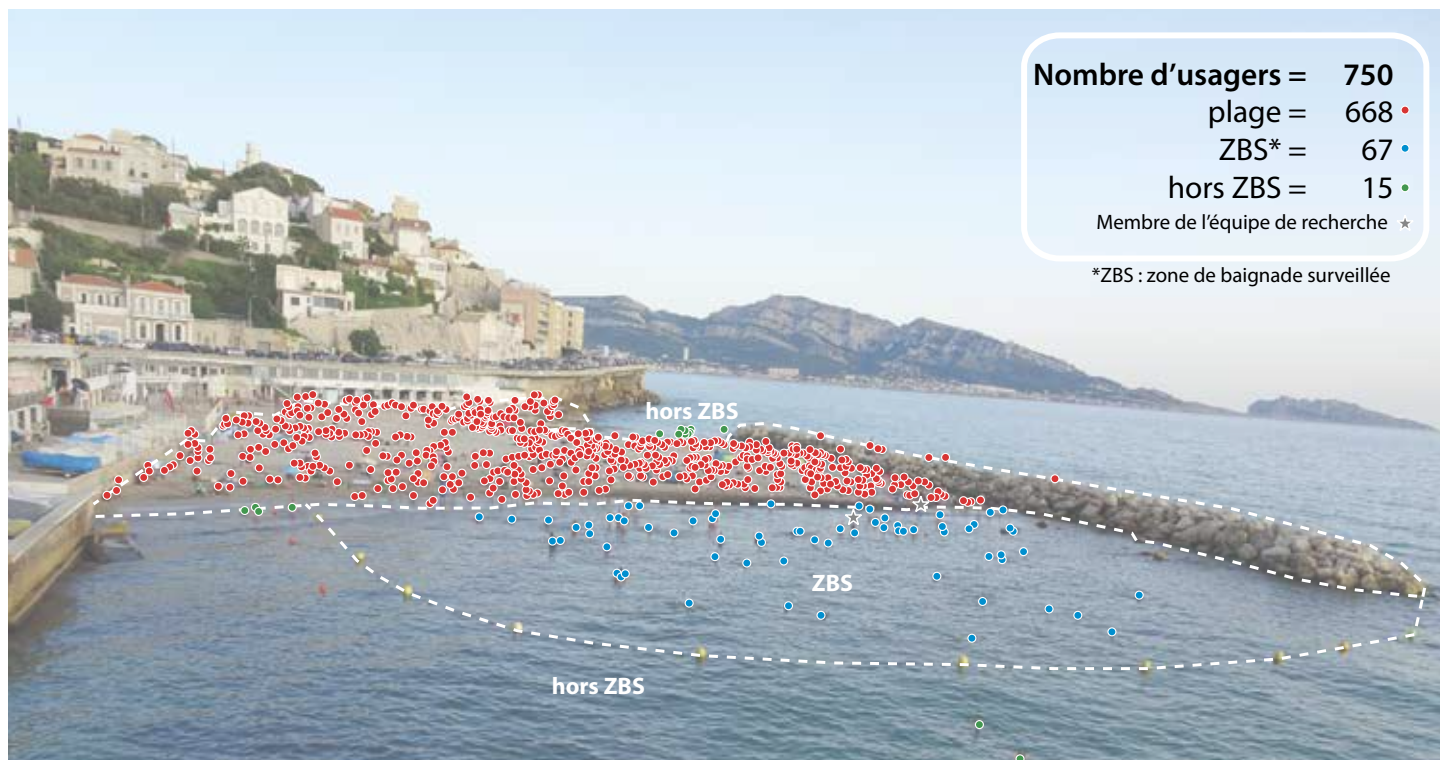 Nombre d’usagers = 750
plage = 668
ZBS* = 67
hors ZBS = 15
Membre de l’équipe de recherche
*ZBS : zone de baignade surveillée
hors ZBS
ZBS
hors ZBS